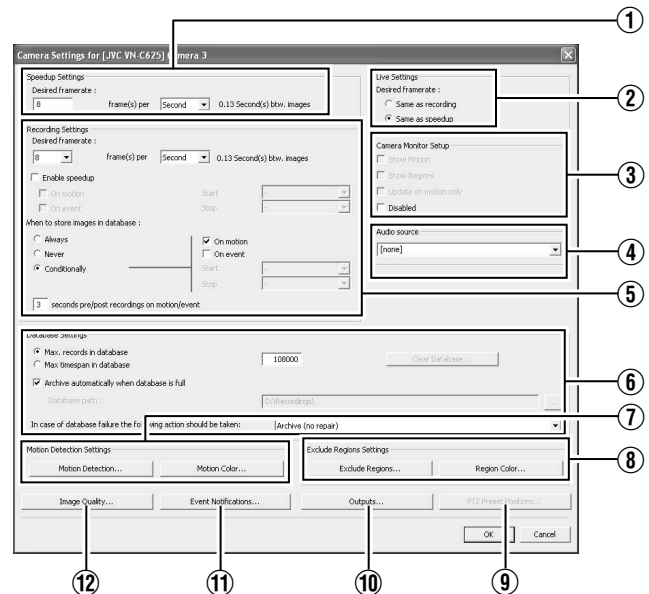 ①
Camera Settings for [JVC VN-C625] Camera 3
Speedup Settings
Desired framerate :
8 frame(s) per Second 0.13 Second(s) btw. images
Live Settings
Desired framerate :
Same as recording
Same as speedup
②
Recording Settings
Desired framerate :
8 frame(s) per Second 0.13 Second(s) btw. images
Enable speedup
On motion Start -
On event Stop -
When to store images in database :
Always
Never
Conditionally
On motion
On event
Start -
Stop -
3 seconds pre/post recordings on motion/event
Camera Monitor Setup
Show Motion
Show Regions
Update on motion only
Disabled
③
Audio source
[none]
④
⑤
Database Settings
Max. records in database 108000 Clear Database...
Max timespan in database
Archive automatically when database is full
Database path : D:\Recordings\ ...
In case of database failure the following action should be taken: Archive (no repair)
⑥
⑦
Motion Detection Settings
Motion Detection... Motion Color...
Exclude Regions Settings
Exclude Regions... Region Color...
⑧
Image Quality... Event Notifications... Outputs... PTZ Preset Positions...
OK Cancel
⑫ ⑪ ⑩ ⑨